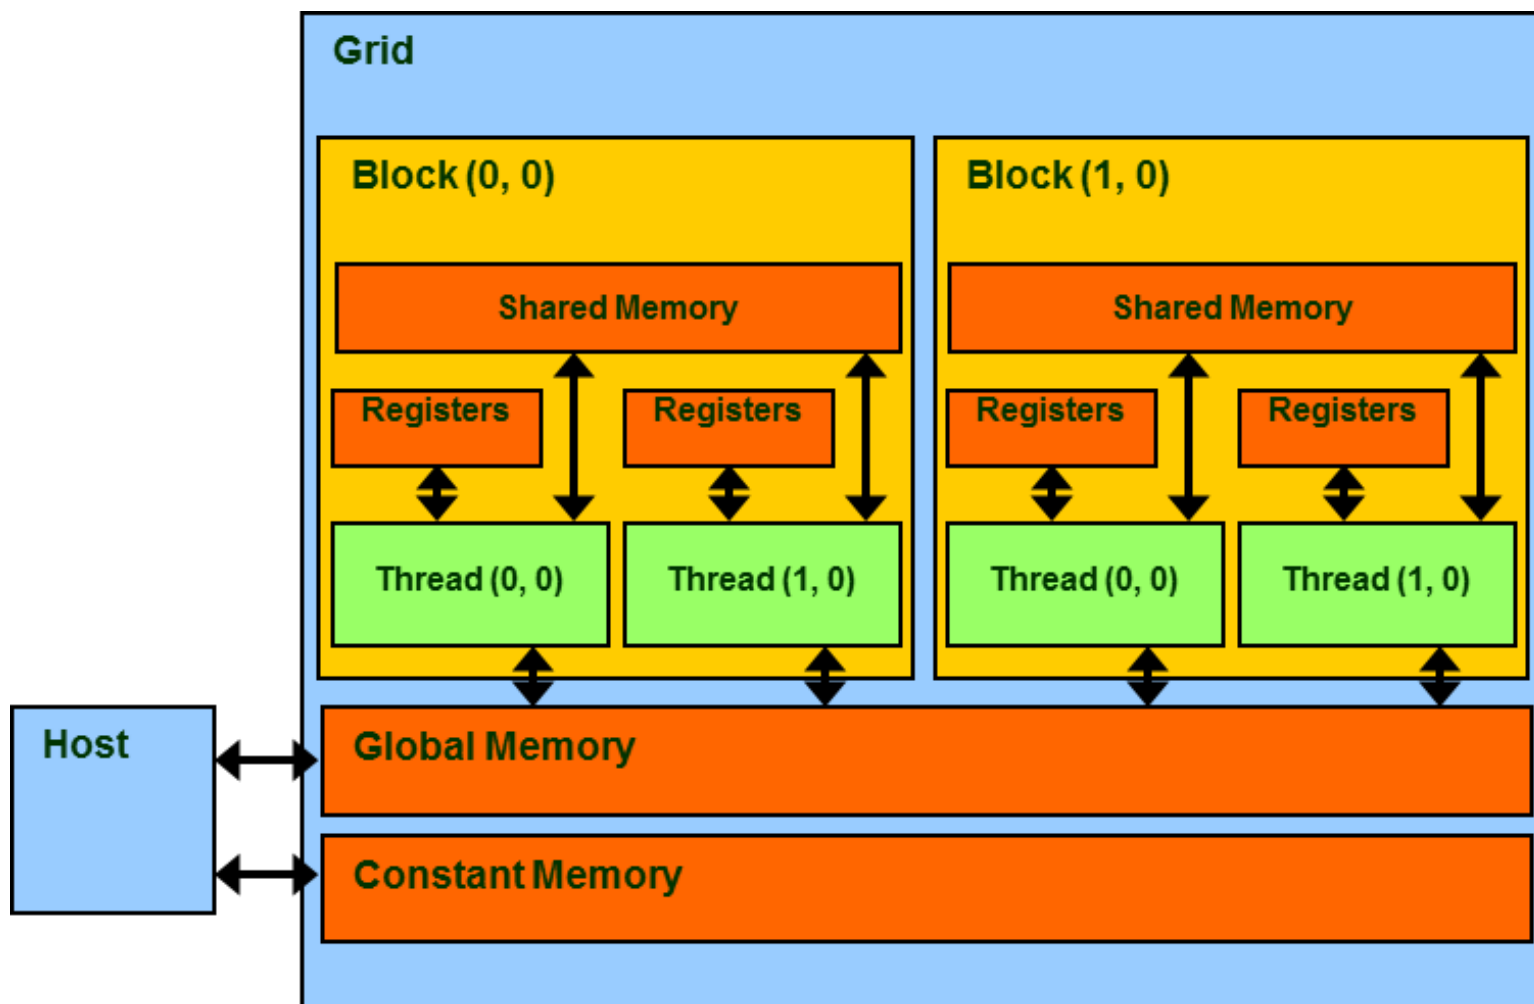 Grid
Block (0, 0)
Block (1, 0)
Shared Memory
Shared Memory
Registers
Registers
Registers
Registers
Thread (0, 0)
Thread (1, 0)
Thread (0, 0)
Thread (1, 0)
Host
Global Memory
Constant Memory